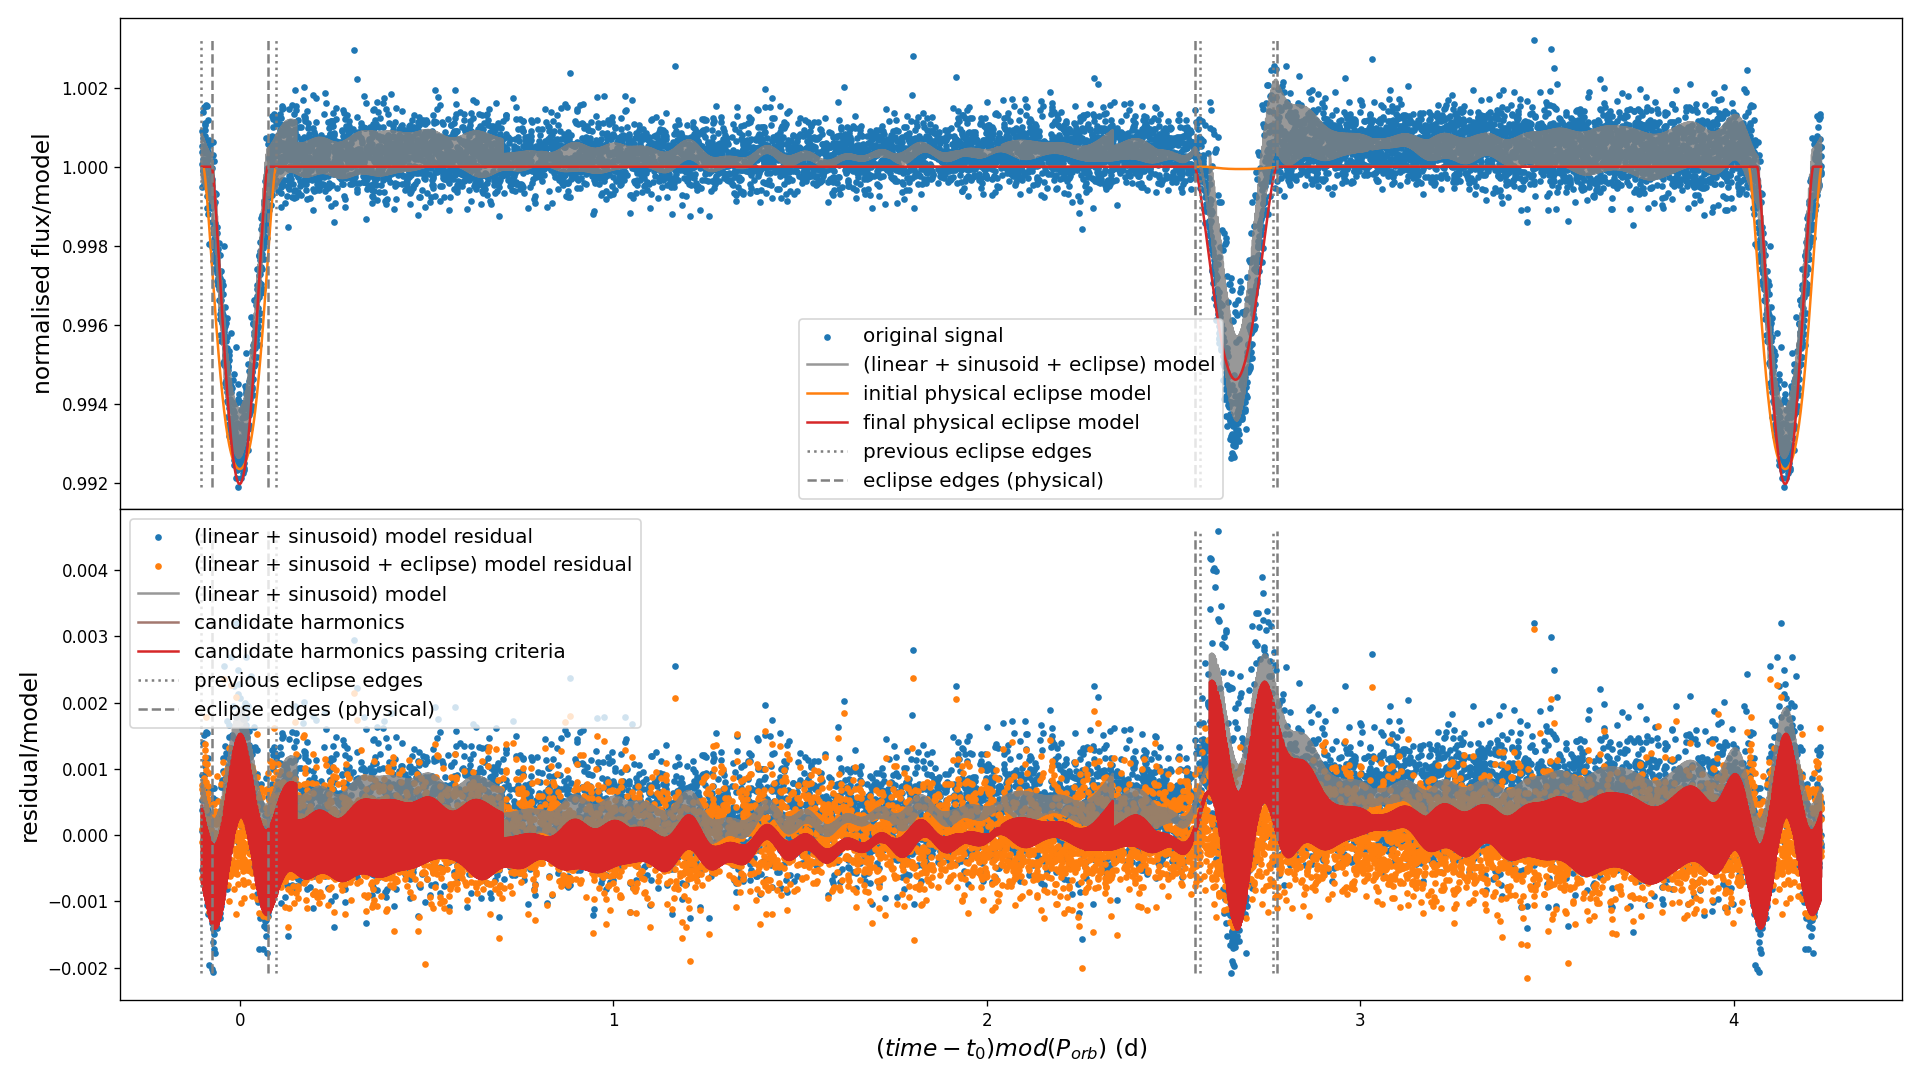 normalised flux/model
1.002
1.000
0.998
0.996
0.994
0.992
original signal
(linear + sinusoid + eclipse) model
initial physical eclipse model
final physical eclipse model
previous eclipse edges
eclipse edges (physical)
residual/model
0.004
0.003
0.002
0.001
0.000
−0.001
−0.002
(linear + sinusoid) model residual
(linear + sinusoid + eclipse) model residual
(linear + sinusoid) model
candidate harmonics
candidate harmonics passing criteria
previous eclipse edges
eclipse edges (physical)
0 1 2 3 4
(time − t₀)mod(Pₒᵣb) (d)